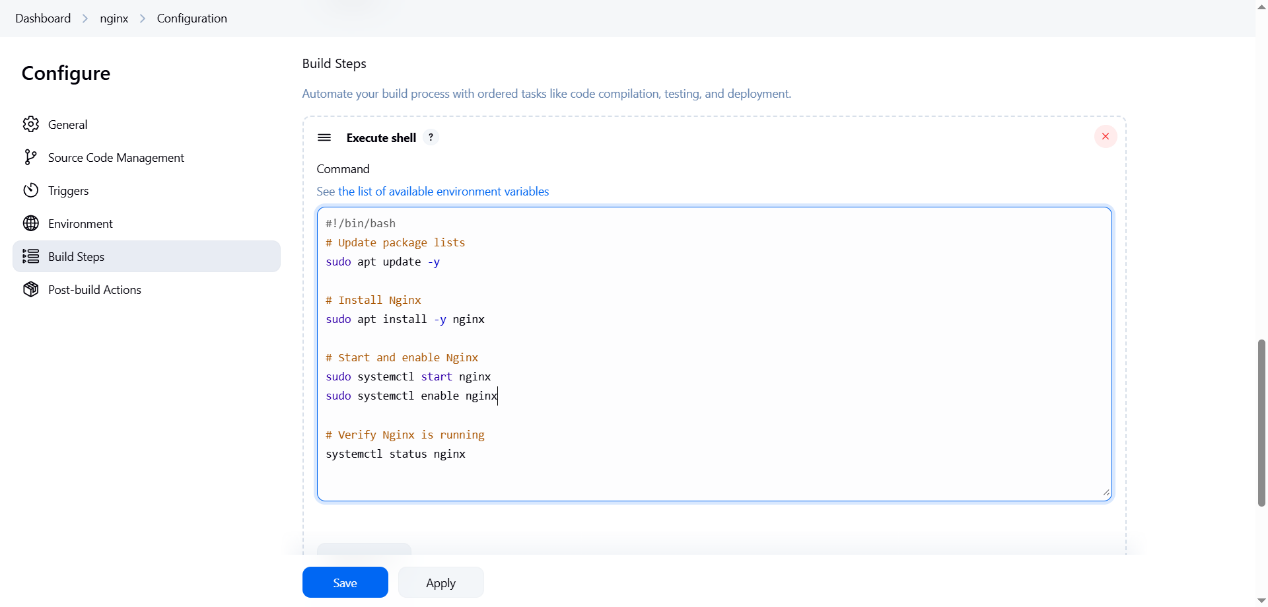 Dashboard > nginx > Configuration
Configure
General
Source Code Management
Triggers
Environment
Build Steps
Post-build Actions
Build Steps
Automate your build process with ordered tasks like code compilation, testing, and deployment.
Execute shell ?
Command
See the list of available environment variables
#!/bin/bash
# Update package lists
sudo apt update -y
# Install Nginx
sudo apt install -y nginx
# Start and enable Nginx
sudo systemctl start nginx
sudo systemctl enable nginx
# Verify Nginx is running
systemctl status nginx
Save
Apply